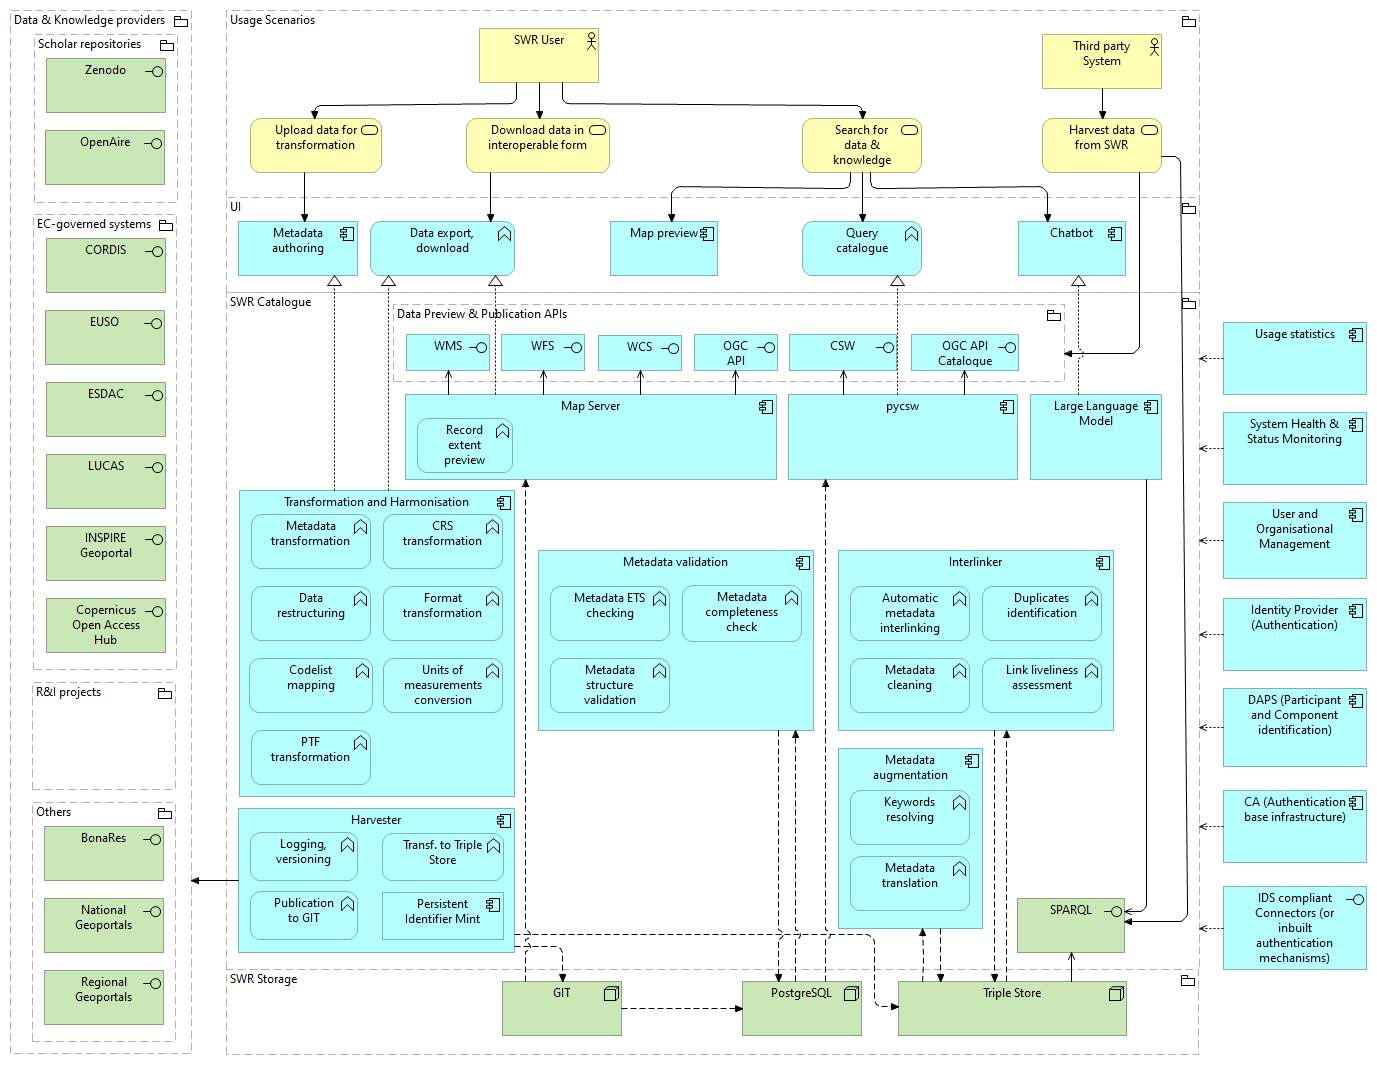 Data & Knowledge providers
Scholar repositories
Zenodo
OpenAire
EC-governed systems
CORDIS
EUSO
ESDAC
LUCAS
INSPIRE
Geoportal
Copernicus
Open Access
Hub
R&I projects
Others
BonaRes
National
Geoportals
Regional
Geoportals
Usage Scenarios
SWR User
Third party
System
Upload data for
transformation
Download data in
interoperable form
Search for
data &
knowledge
Harvest data
from SWR
UI
Metadata
authoring
Data export,
download
Map preview
Query
catalogue
Chatbot
SWR Catalogue
Data Preview & Publication APIs
WMS
WFS
WCS
OGC
API
CSW
OGC API
Catalogue
Map Server
Record
extent
preview
pycsw
Large Language
Model
Transformation and Harmonisation
Metadata
transformation
CRS
transformation
Data
restructuring
Format
transformation
Codelist
mapping
Units of
measurements
conversion
PTF
transformation
Metadata validation
Metadata ETS
checking
Metadata
completeness
check
Metadata
structure
validation
Interlinker
Automatic
metadata
interlinking
Duplicates
identification
Metadata
cleaning
Link liveliness
assessment
Metadata
augmentation
Keywords
resolving
Metadata
translation
Harvester
Logging,
versioning
Transf. to Triple
Store
Publication
to GIT
Persistent
Identifier Mint
SPARQL
SWR Storage
GIT
PostgreSQL
Triple Store
Usage statistics
System Health &
Status Monitoring
User and
Organisational
Management
Identity Provider
(Authentication)
DAPS (Participant
and Component
identification)
CA (Authentication
base infrastructure)
IDS compliant
Connectors (or
inbuilt
authentication
mechanisms)